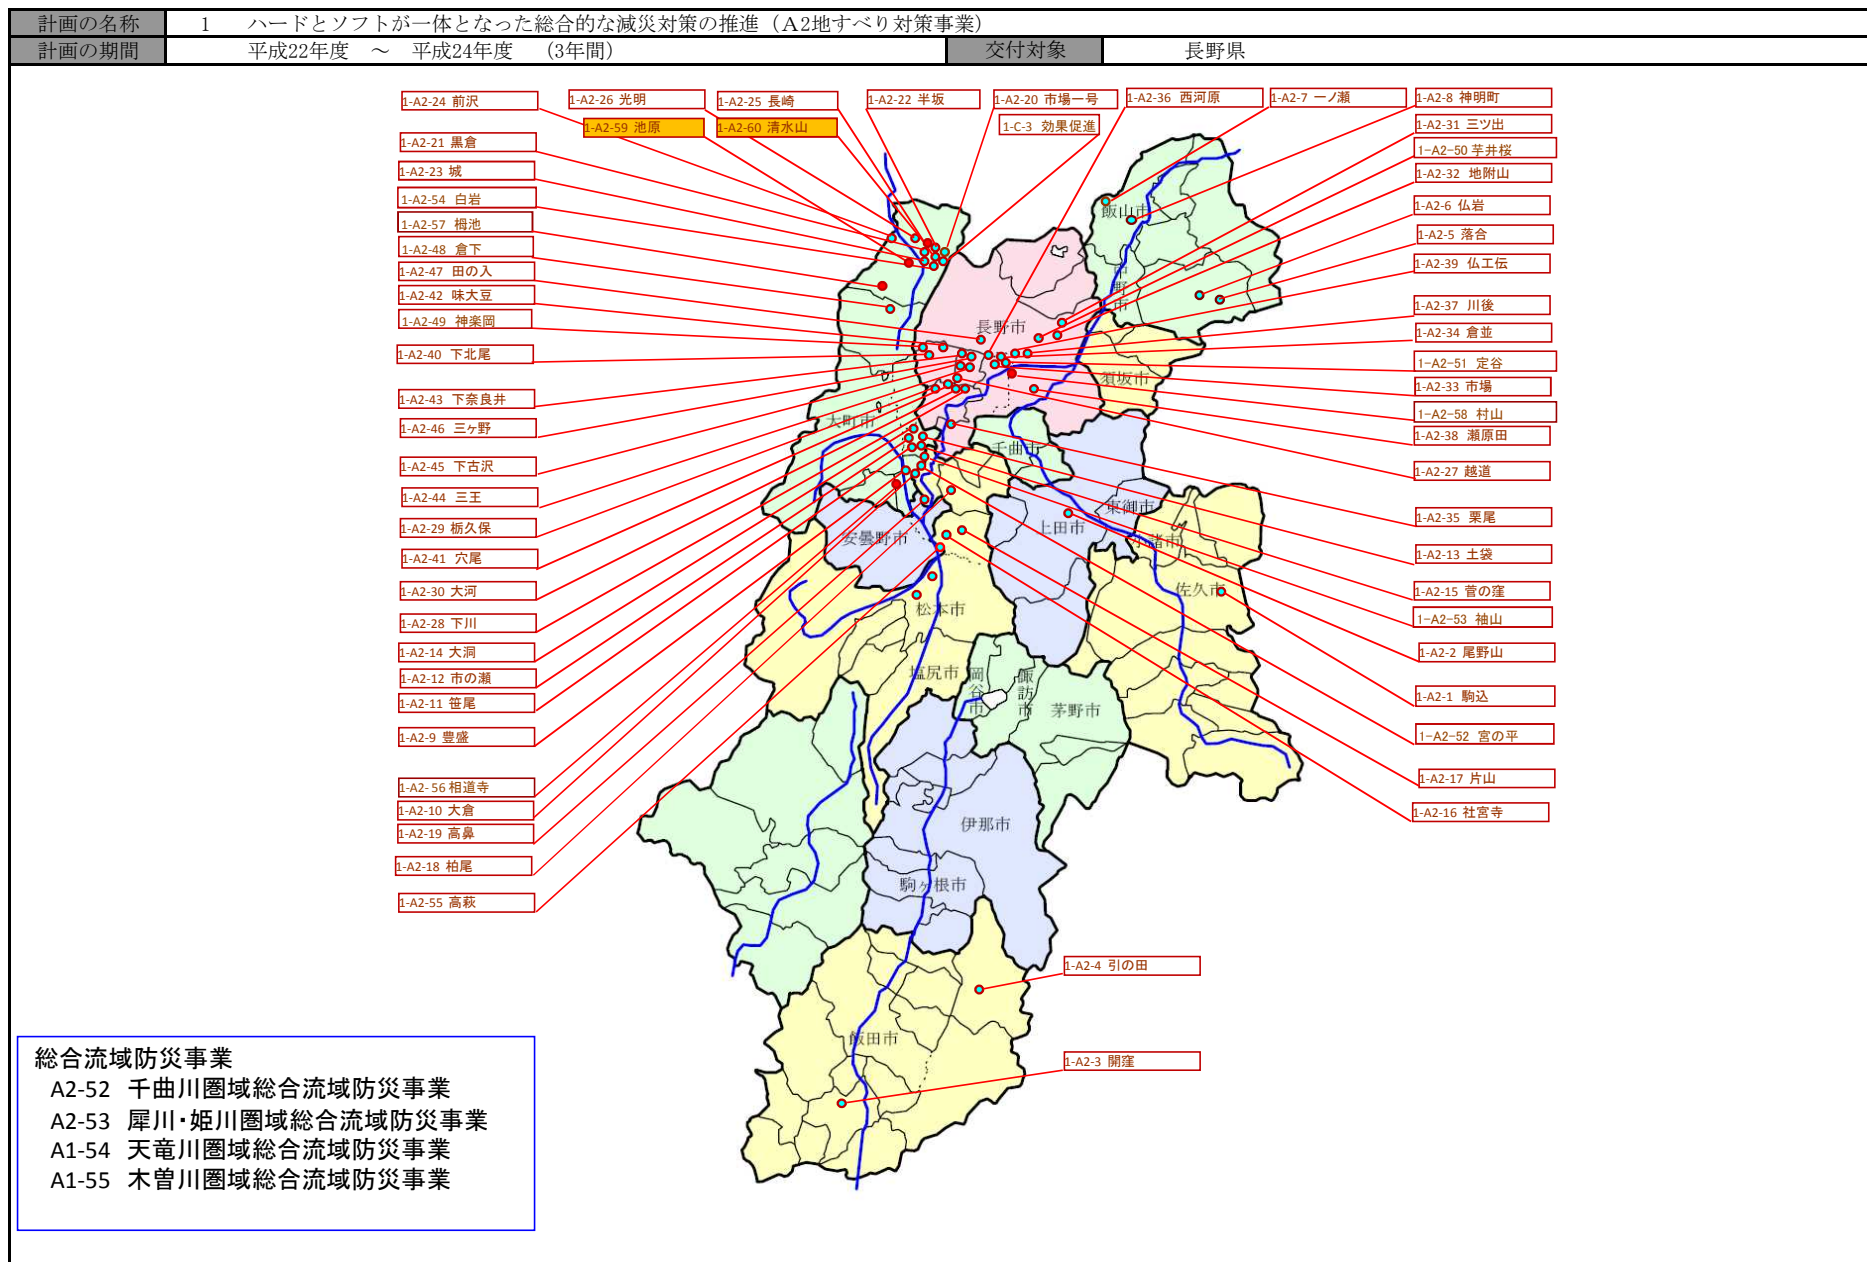 計画の名称 1 ハードとソフトが一体となった総合的な減災対策の推進（A2地すべり対策事業）
計画の期間 平成22年度 ～ 平成24年度 （3年間） 交付対象 長野県
1-A2-24 前沢
1-A2-26 光明
1-A2-25 長崎
1-A2-22 半坂
1-A2-20 市場一号
1-A2-36 西河原
1-A2-7 一ノ瀬
1-A2-8 神明町
1-A2-59 池原
1-A2-60 清水山
1-C-3 効果促進
1-A2-31 三ツ出
1-A2-21 黒倉
1-A2-50 芋井桜
1-A2-23 城
1-A2-32 地附山
1-A2-54 白岩
1-A2-6 仏岩
1-A2-57 栂池
1-A2-5 落合
1-A2-48 倉下
1-A2-39 仏工伝
1-A2-47 田の入
1-A2-42 味大豆
1-A2-37 川後
1-A2-49 神楽岡
1-A2-34 倉並
1-A2-40 下北尾
1-A2-51 定谷
1-A2-33 市場
1-A2-43 下奈良井
1-A2-58 村山
1-A2-46 三ヶ野
1-A2-38 瀬原田
1-A2-45 下古沢
1-A2-27 越道
1-A2-44 三王
1-A2-29 栃久保
1-A2-35 栗尾
1-A2-41 穴尾
1-A2-13 土袋
1-A2-30 大河
1-A2-15 菅の窪
1-A2-28 下川
1-A2-53 袖山
1-A2-14 大洞
1-A2-2 尾野山
1-A2-12 市の瀬
1-A2-11 笹尾
1-A2-1 駒込
1-A2-9 豊盛
1-A2-52 宮の平
1-A2-56 相道寺
1-A2-17 片山
1-A2-10 大倉
1-A2-16 社宮寺
1-A2-19 高鼻
1-A2-18 柏尾
1-A2-55 高萩
1-A2-4 引の田
1-A2-3 開窪
飯山市
中野市
長野市
須坂市
大町市
千曲市
東御市
上田市
小諸市
安曇野市
佐久市
松本市
塩尻市
岡谷市
諏訪市
茅野市
伊那市
駒ヶ根市
飯田市
総合流域防災事業
A2-52 千曲川圏域総合流域防災事業
A2-53 犀川・姫川圏域総合流域防災事業
A1-54 天竜川圏域総合流域防災事業
A1-55 木曽川圏域総合流域防災事業